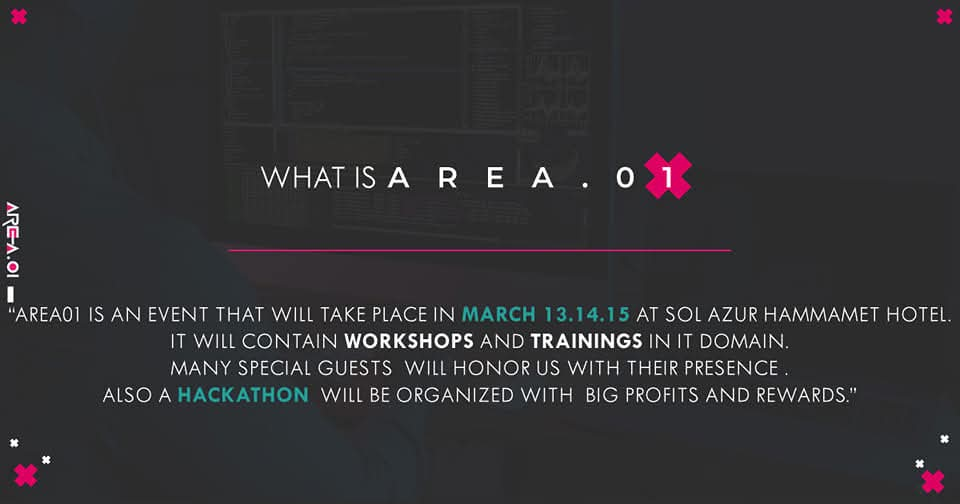 WHAT IS AREA.01
AREA.01
“AREA01 IS AN EVENT THAT WILL TAKE PLACE IN MARCH 13.14.15 AT SOL AZUR HAMMAMET HOTEL.
IT WILL CONTAIN WORKSHOPS AND TRAININGS IN IT DOMAIN.
MANY SPECIAL GUESTS WILL HONOR US WITH THEIR PRESENCE .
ALSO A HACKATHON WILL BE ORGANIZED WITH BIG PROFITS AND REWARDS.”